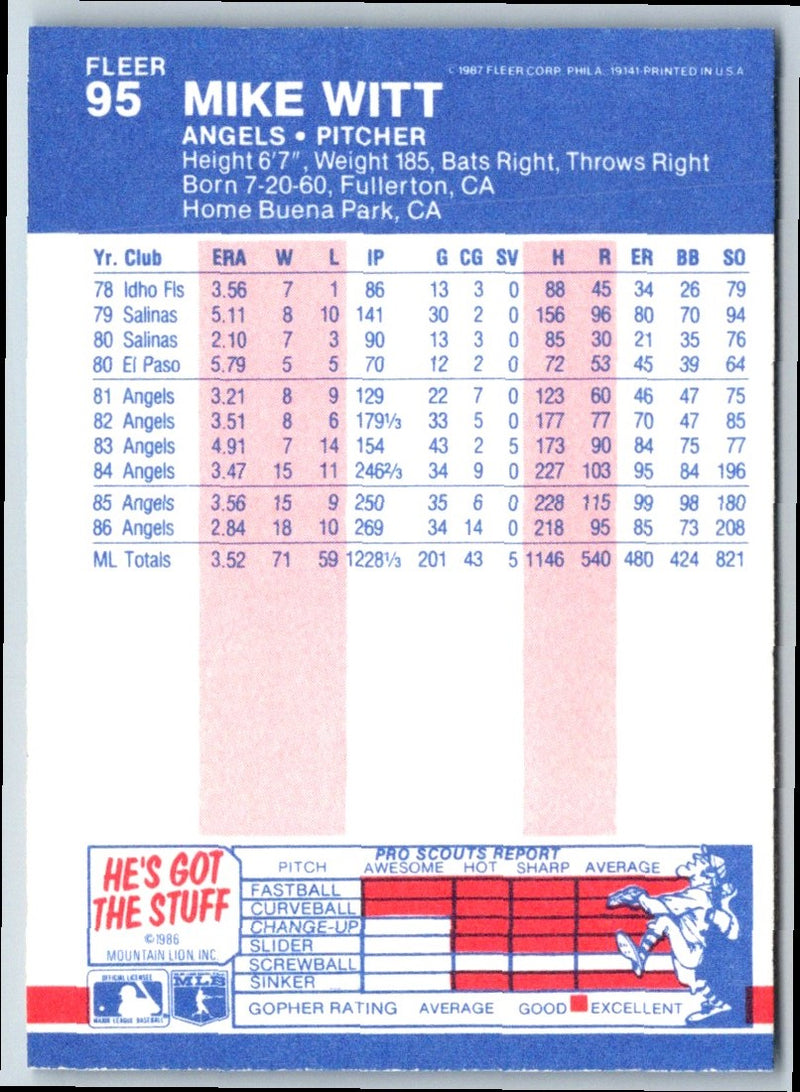 FLEER
95 MIKE WITT
© 1987 FLEER CORP. PHILA. 19141-PRINTED IN U.S.A
ANGELS • PITCHER
Height 6'7", Weight 185, Bats Right, Throws Right
Born 7-20-60, Fullerton, CA
Home Buena Park, CA
Yr. Club ERA W L IP G CG SV H R ER BB SO
78 Idho Fls 3.56 7 1 86 13 3 0 88 45 34 26 79
79 Salinas 5.11 8 10 141 30 2 0 156 96 80 70 94
80 Salinas 2.10 7 3 90 13 3 0 85 30 21 35 76
80 El Paso 5.79 5 5 70 12 2 0 72 53 45 39 64
81 Angels 3.21 8 9 129 22 7 0 123 60 46 47 75
82 Angels 3.51 8 6 179⅓ 33 5 0 177 77 70 47 85
83 Angels 4.91 7 14 154 43 2 5 173 90 84 75 77
84 Angels 3.47 15 11 246⅔ 34 9 0 227 103 95 84 196
85 Angels 3.56 15 9 250 35 6 0 228 115 99 98 180
86 Angels 2.84 18 10 269 34 14 0 218 95 85 73 208
ML Totals 3.52 71 59 1228⅓ 201 43 5 1146 540 480 424 821
HE'S GOT
THE STUFF
©1986
MOUNTAIN LION INC.
PRO SCOUTS REPORT
PITCH AWESOME HOT SHARP AVERAGE
FASTBALL
CURVEBALL
CHANGE-UP
SLIDER
SCREWBALL
SINKER
GOPHER RATING AVERAGE GOOD EXCELLENT
OFFICIAL LICENSEE
MAJOR LEAGUE BASEBALL
MLB